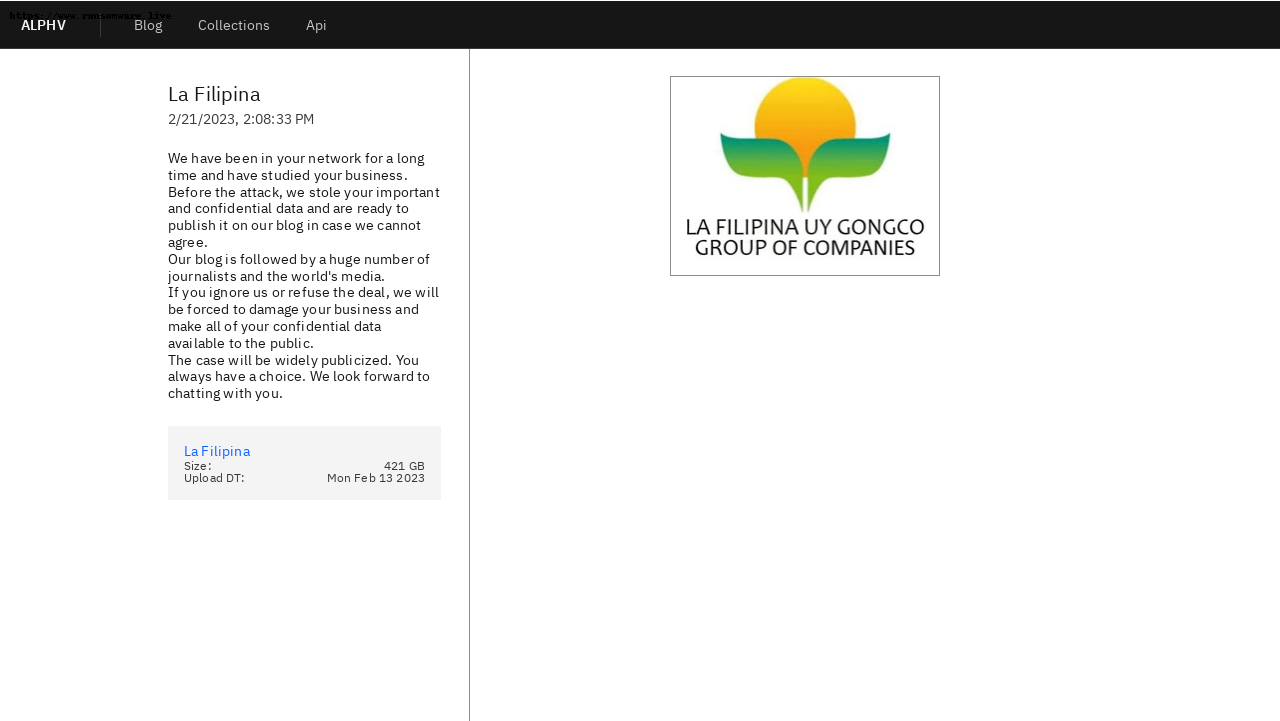 https://www.ransomware.live
ALPHV
Blog
Collections
Api
La Filipina
2/21/2023, 2:08:33 PM
We have been in your network for a long
time and have studied your business.
Before the attack, we stole your important
and confidential data and are ready to
publish it on our blog in case we cannot
agree.
Our blog is followed by a huge number of
journalists and the world's media.
If you ignore us or refuse the deal, we will
be forced to damage your business and
make all of your confidential data
available to the public.
The case will be widely publicized. You
always have a choice. We look forward to
chatting with you.
La Filipina
Size: 421 GB
Upload DT: Mon Feb 13 2023
LA FILIPINA UY GONGCO
GROUP OF COMPANIES